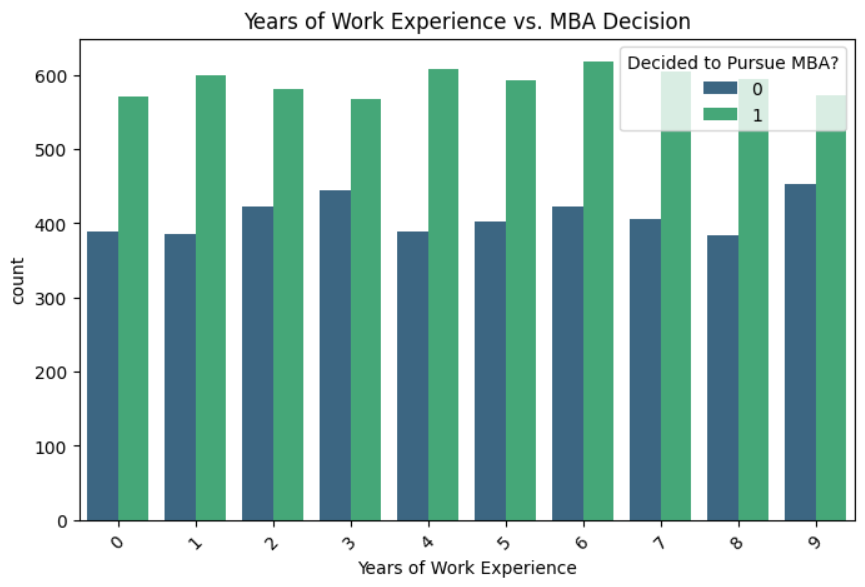 Years of Work Experience vs. MBA Decision
Decided to Pursue MBA?
0
1
600
500
400
300
200
100
0
count
0 1 2 3 4 5 6 7 8 9
Years of Work Experience